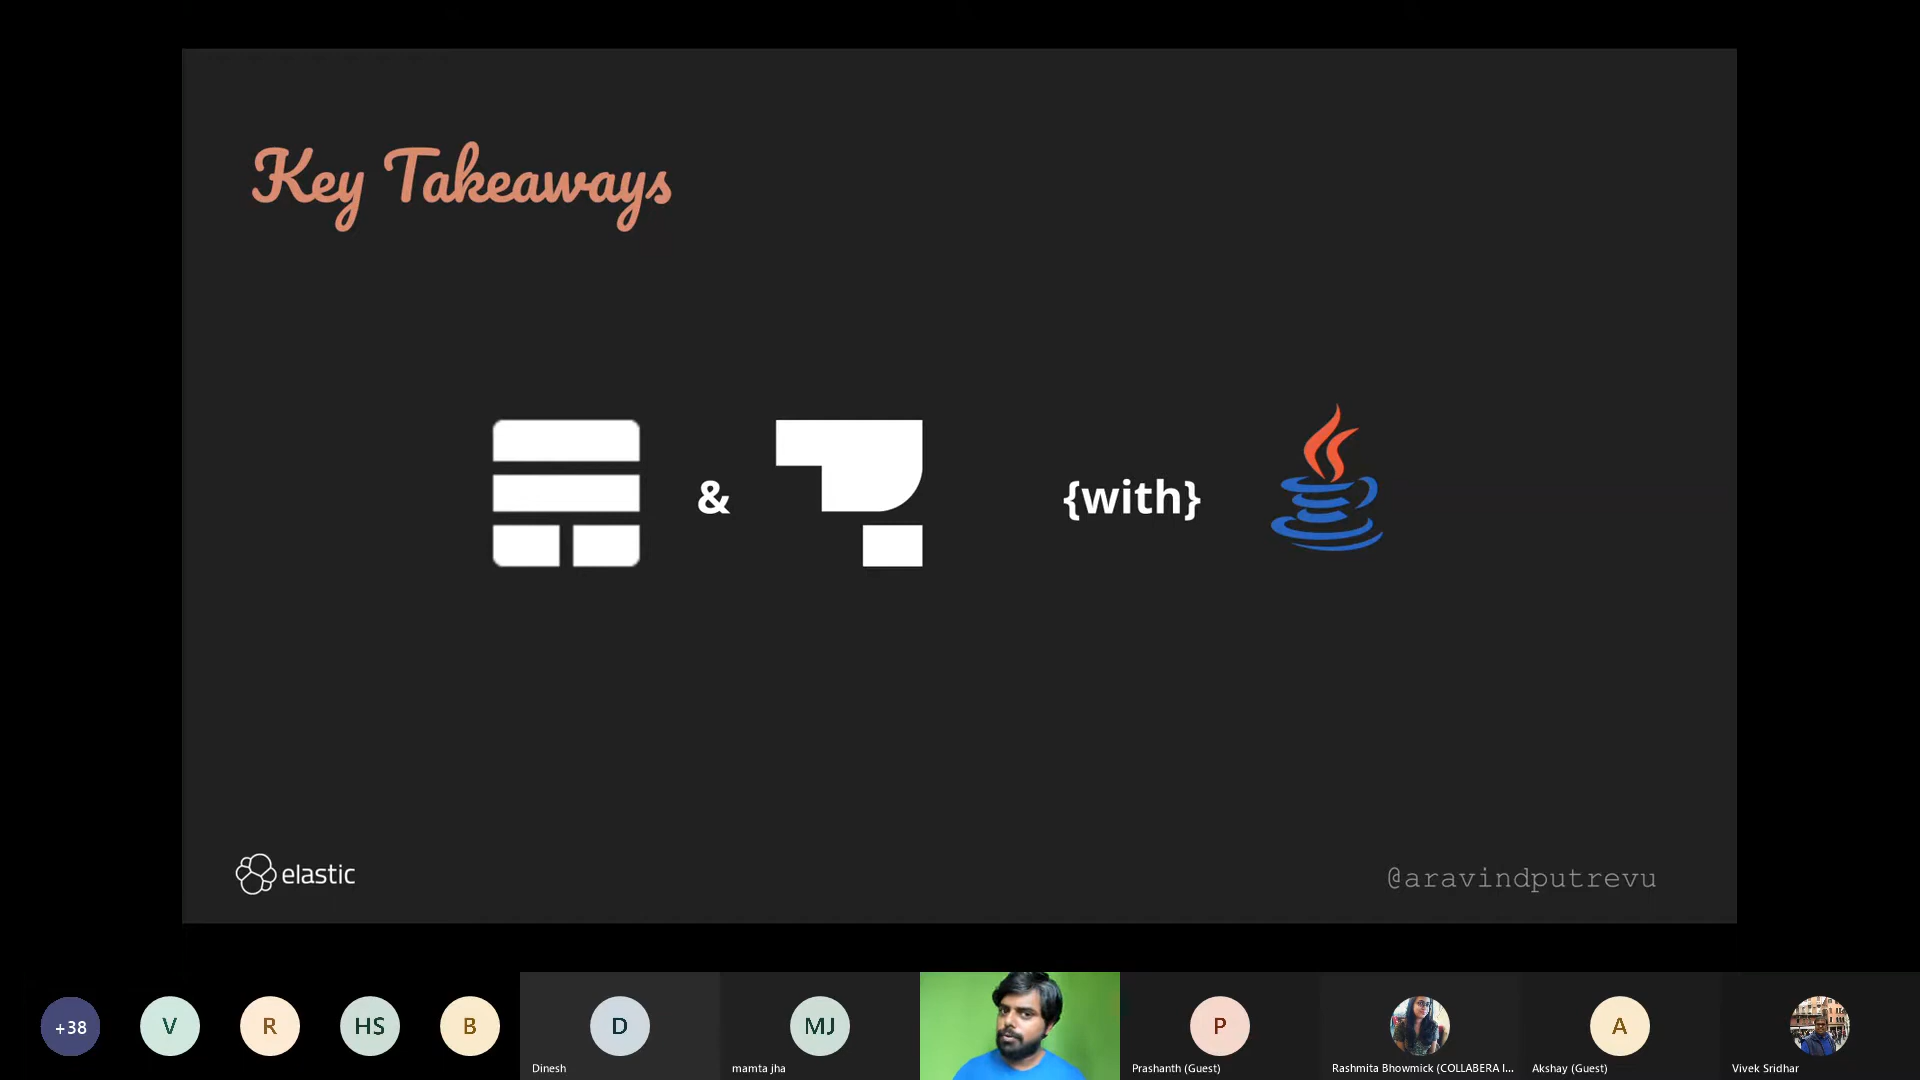 Key Takeaways
& {with}
elastic
@aravindputrevu
+38 V R HS B D MJ P A
Dinesh mamta jha Prashanth (Guest) Rashmita Bhowmick (COLLABERA I... Akshay (Guest) Vivek Sridhar